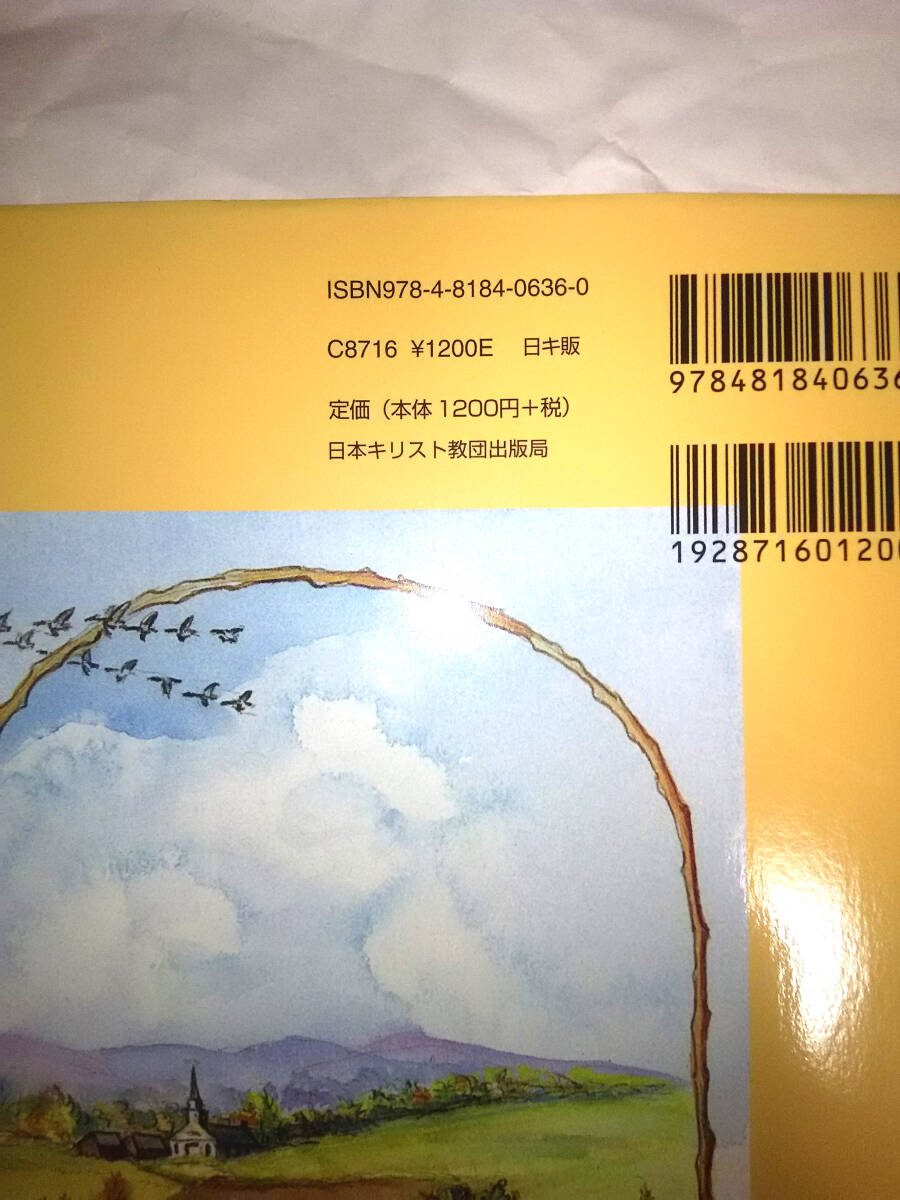 ISBN978-4-8184-0636-0
C8716 ¥1200E 日キ販
定価（本体1200円+税）
日本キリスト教団出版局
978481840636
192871601200